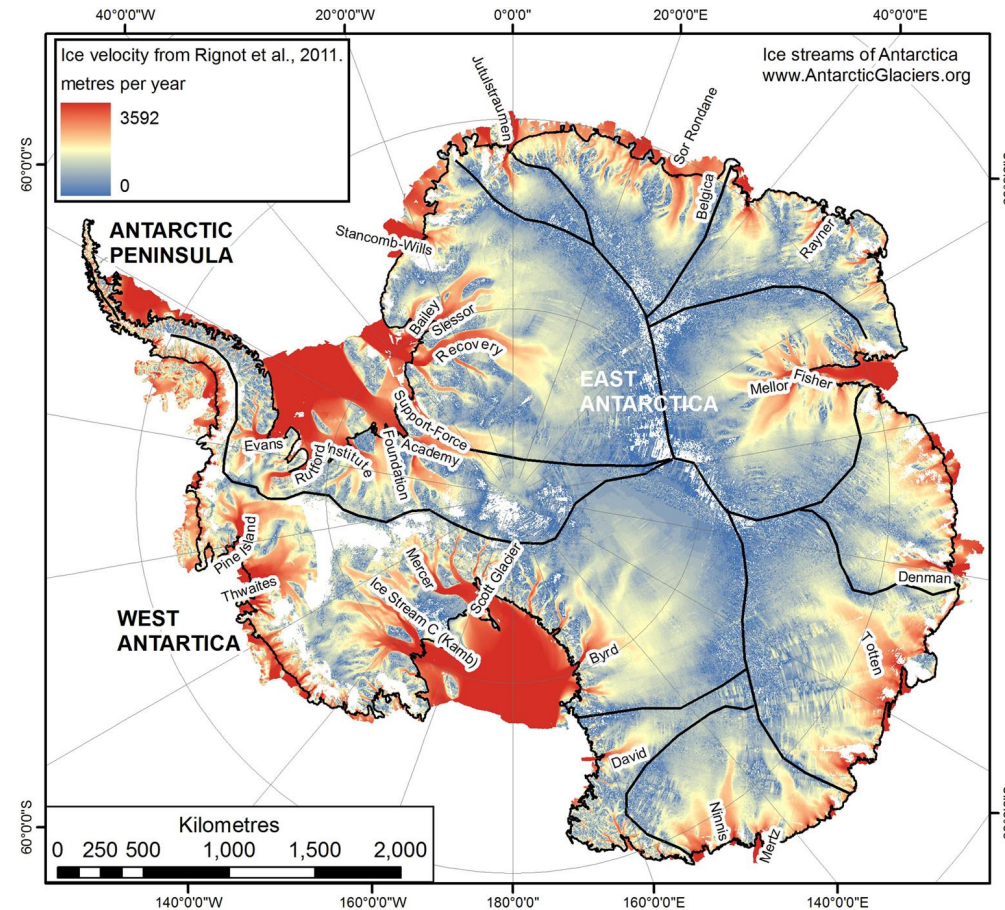 40°0'0"W
20°0'0"W
0°0'0"
20°0'0"E
40°0'0"E
Ice velocity from Rignot et al., 2011.
metres per year
3592
0
Ice streams of Antarctica
www.AntarcticGlaciers.org
60°0'0"S
Jutulstraumen
Sor Rondane
Belgica
Rayner
ANTARCTIC
PENINSULA
Stancomb-Wills
Bailey
Slessor
Recovery
EAST
ANTARCTICA
Mellor
Fisher
Support-Force
Academy
Foundation
Institute
Rutford
Evans
Pine Island
Thwaites
Mercer
Scott Glacier
Ice Stream C (Kamb)
WEST
ANTARTICA
Byrd
Denman
Totten
David
Ninnis
Mertz
60°0'0"S
Kilometres
0
250
500
1,000
1,500
2,000
140°0'0"W
160°0'0"W
180°0'0"E
160°0'0"E
140°0'0"E